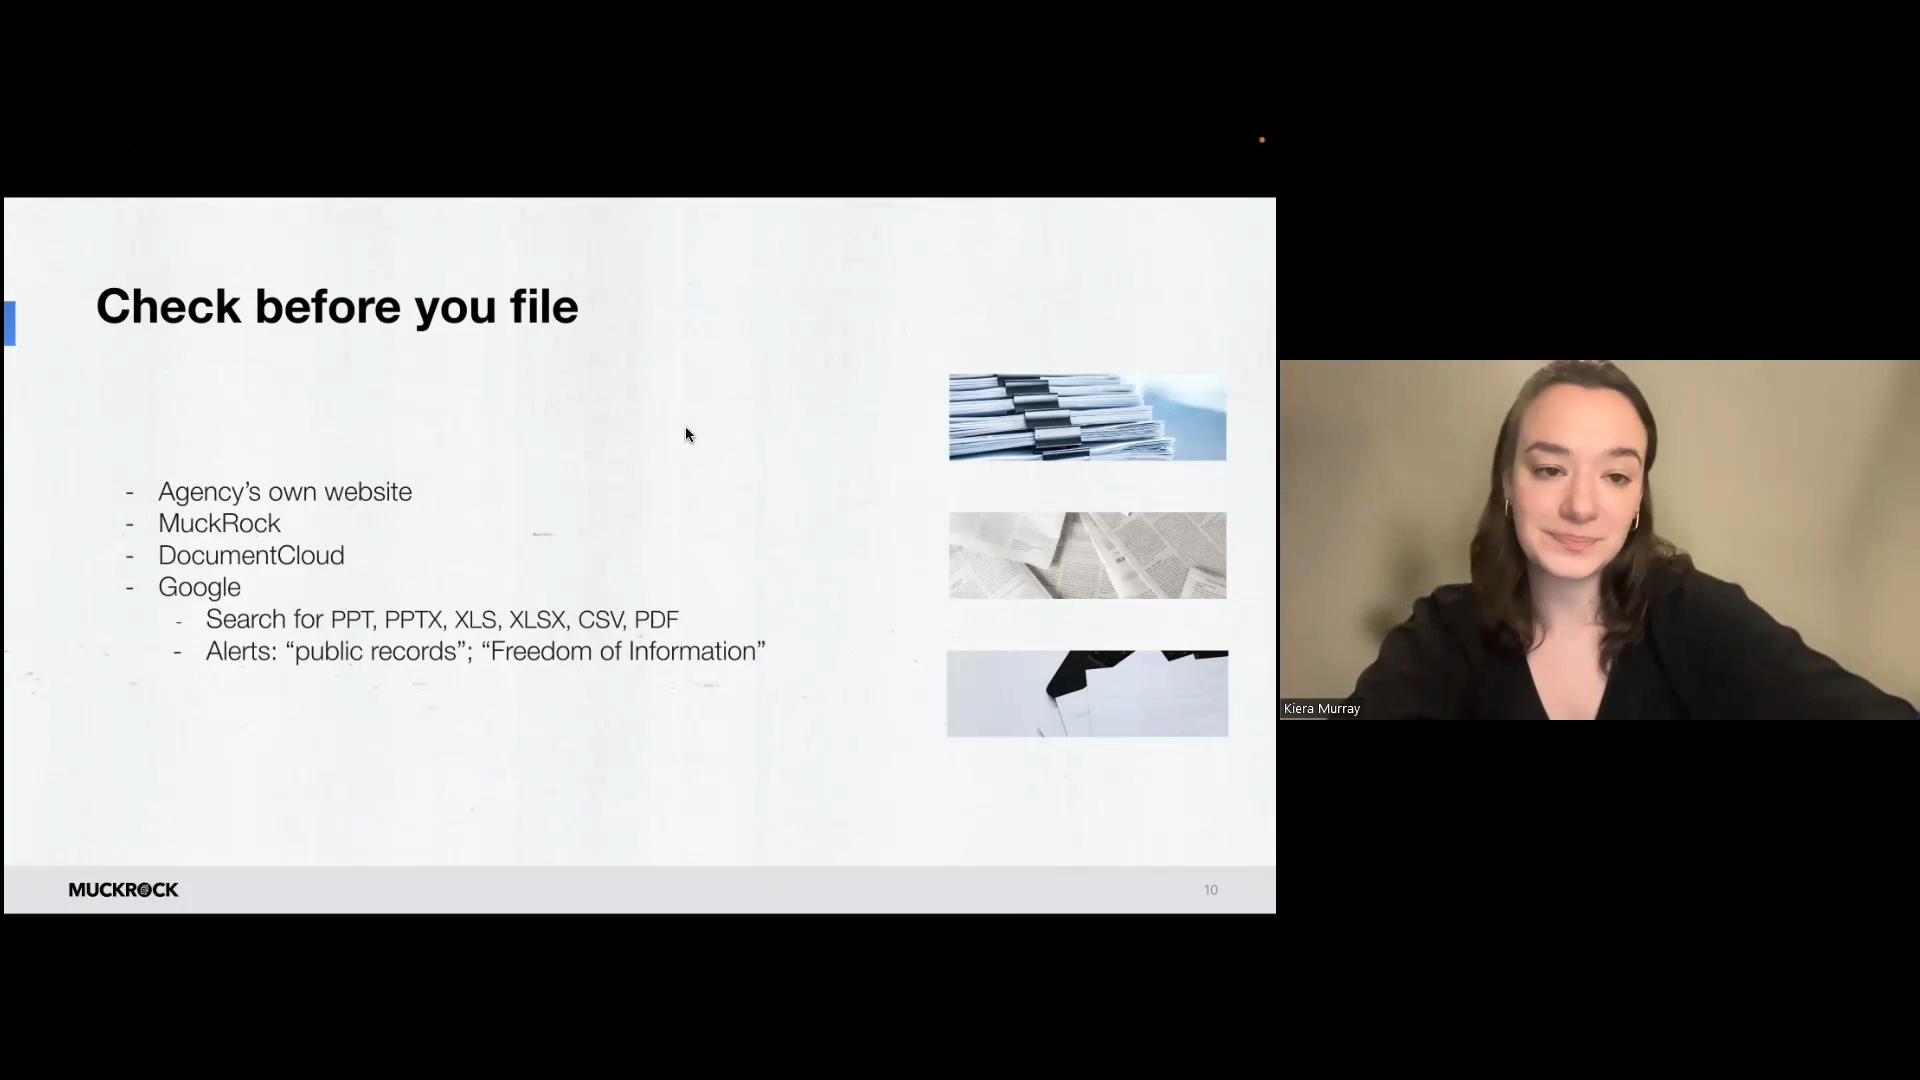 Check before you file
- Agency’s own website
- MuckRock
- DocumentCloud
- Google
- Search for PPT, PPTX, XLS, XLSX, CSV, PDF
- Alerts: “public records”; “Freedom of Information”
MUCKROCK
10
Kiera Murray